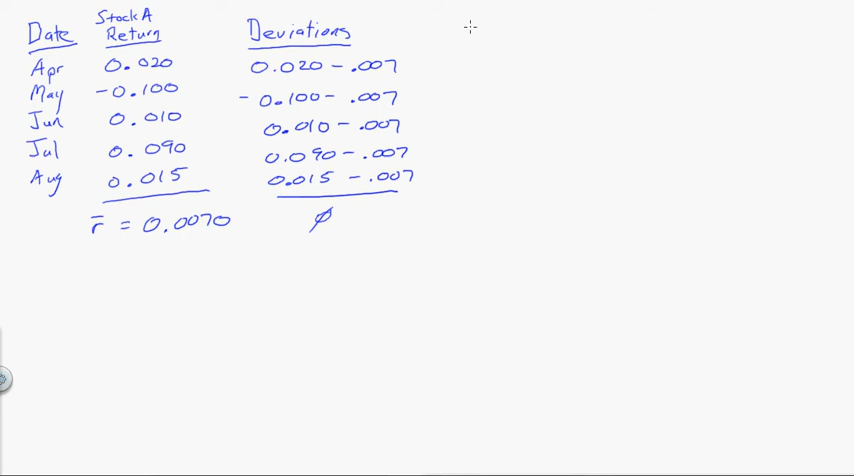 Date Stock A Return Deviations
Apr 0.020 0.020 - .007
May -0.100 -0.100 - .007
Jun 0.010 0.010 - .007
Jul 0.090 0.090 - .007
Aug 0.015 0.015 - .007
r̄ = 0.0070 ∅